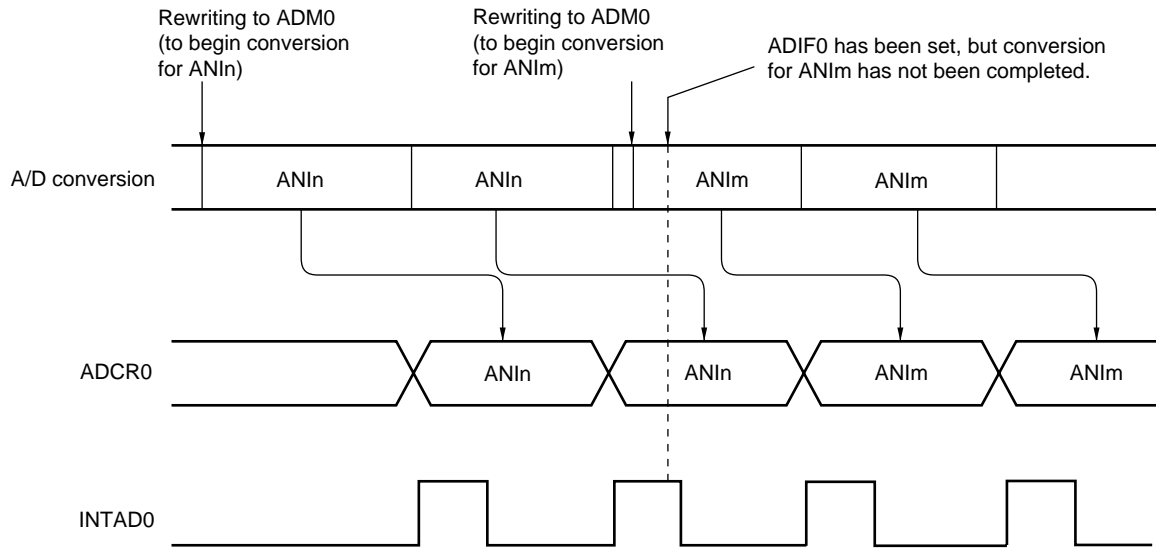 Rewriting to ADM0
(to begin conversion
for ANIn)
Rewriting to ADM0
(to begin conversion
for ANIm)
ADIF0 has been set, but conversion
for ANIm has not been completed.
A/D conversion
ANIn
ANIn
ANIm
ANIm
ADCR0
ANIn
ANIn
ANIm
ANIm
INTAD0